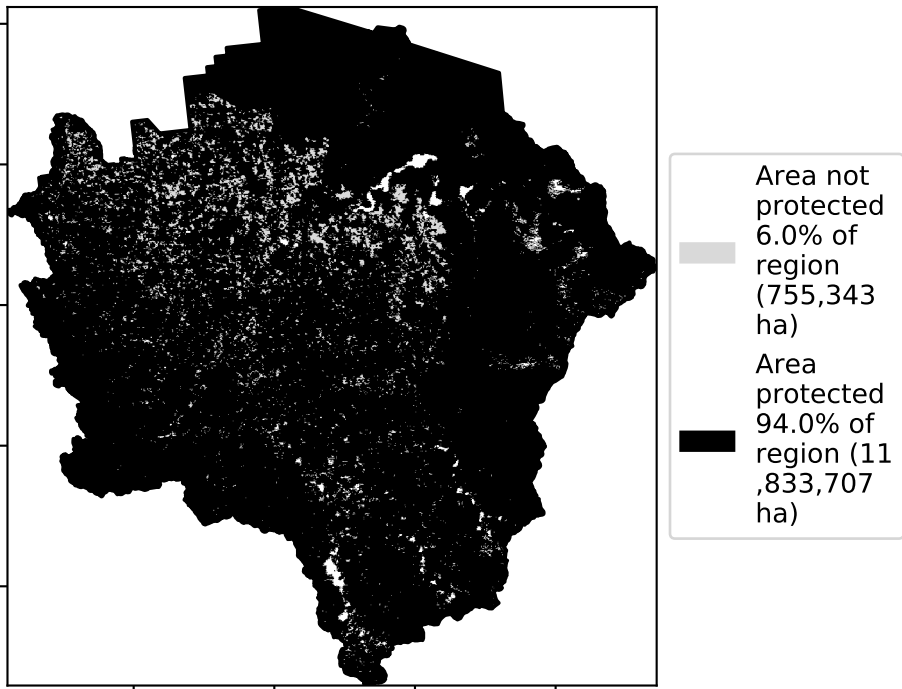 Area not
protected
6.0% of
region
(755,343
ha)
Area
protected
94.0% of
region (11
,833,707
ha)